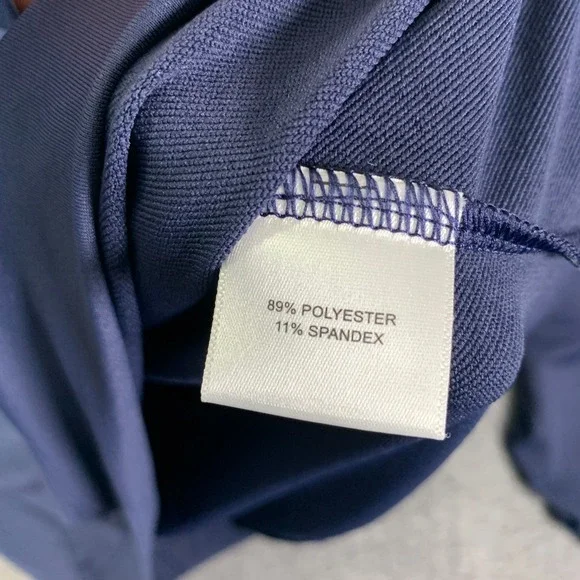 89% POLYESTER
11% SPANDEX